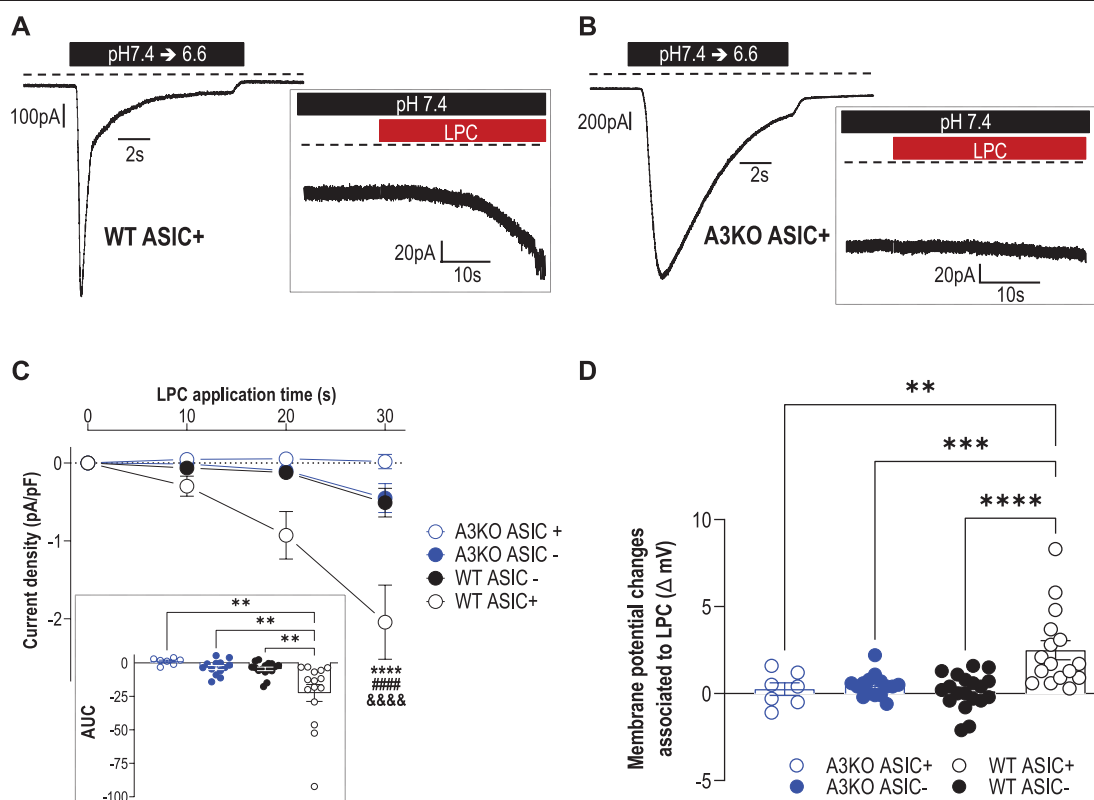 A
pH7.4 ➔ 6.6
100pA
2s
WT ASIC+
pH 7.4
LPC
20pA
10s
B
pH7.4 ➔ 6.6
200pA
2s
A3KO ASIC+
pH 7.4
LPC
20pA
10s
C
LPC application time (s)
0 10 20 30
Current density (pA/pF)
0
-1
-2
A3KO ASIC +
A3KO ASIC -
WT ASIC -
WT ASIC+
****
####
&&&&
AUC
**
**
**
0
-25
-50
-75
-100
D
**
***
****
Membrane potential changes
associated to LPC (Δ mV)
10
5
0
-5
A3KO ASIC+ WT ASIC+
A3KO ASIC- WT ASIC-